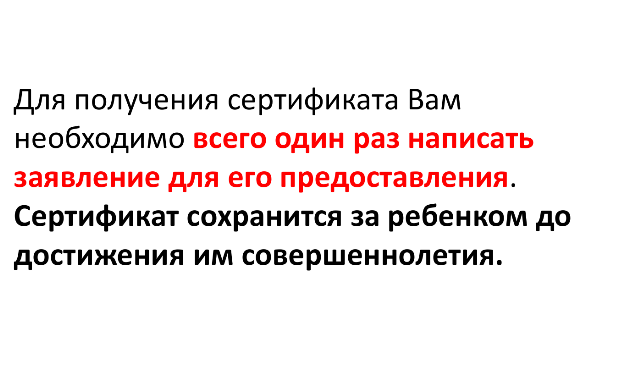 Для получения сертификата Вам
необходимо всего один раз написать
заявление для его предоставления.
Сертификат сохранится за ребенком до
достижения им совершеннолетия.